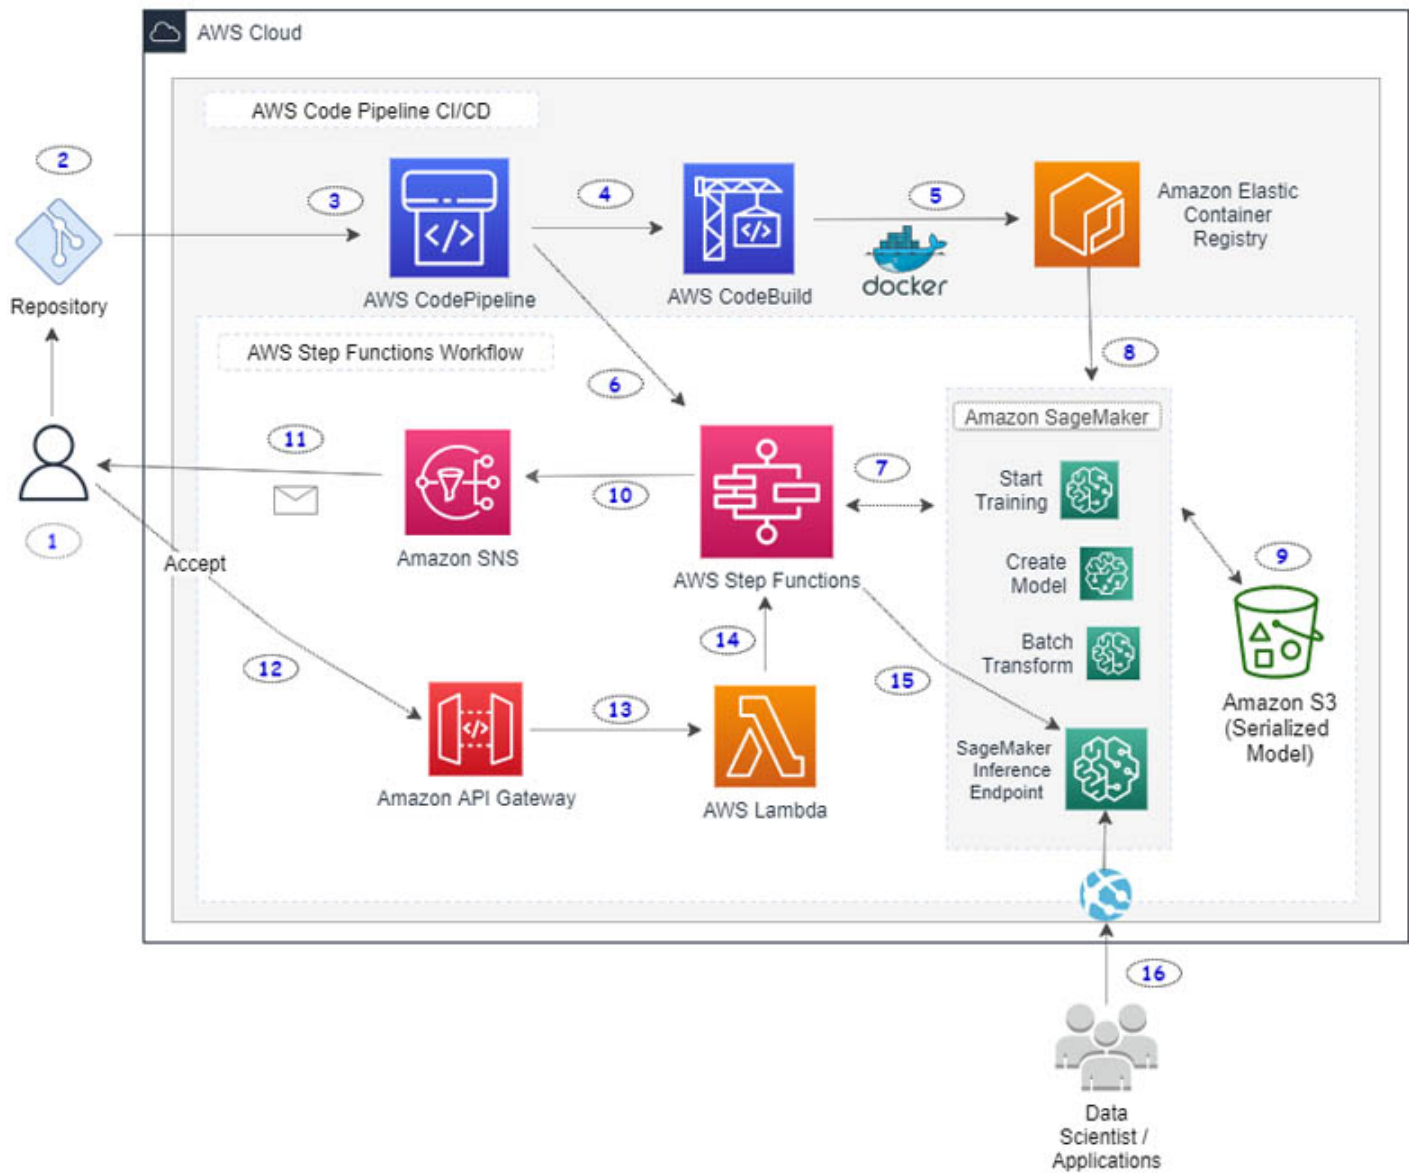 AWS Cloud
AWS Code Pipeline CI/CD
2
3
4
5
Amazon Elastic
Container
Registry
</>
</>
docker
Repository
AWS CodePipeline
AWS CodeBuild
AWS Step Functions Workflow
6
8
Amazon SageMaker
11
10
7
Start
Training
1
Amazon SNS
AWS Step Functions
Create
Model
9
Accept
12
14
Batch
Transform
15
13
</>
Amazon S3
(Serialized
Model)
SageMaker
Inference
Endpoint
Amazon API Gateway
AWS Lambda
16
Data
Scientist /
Applications